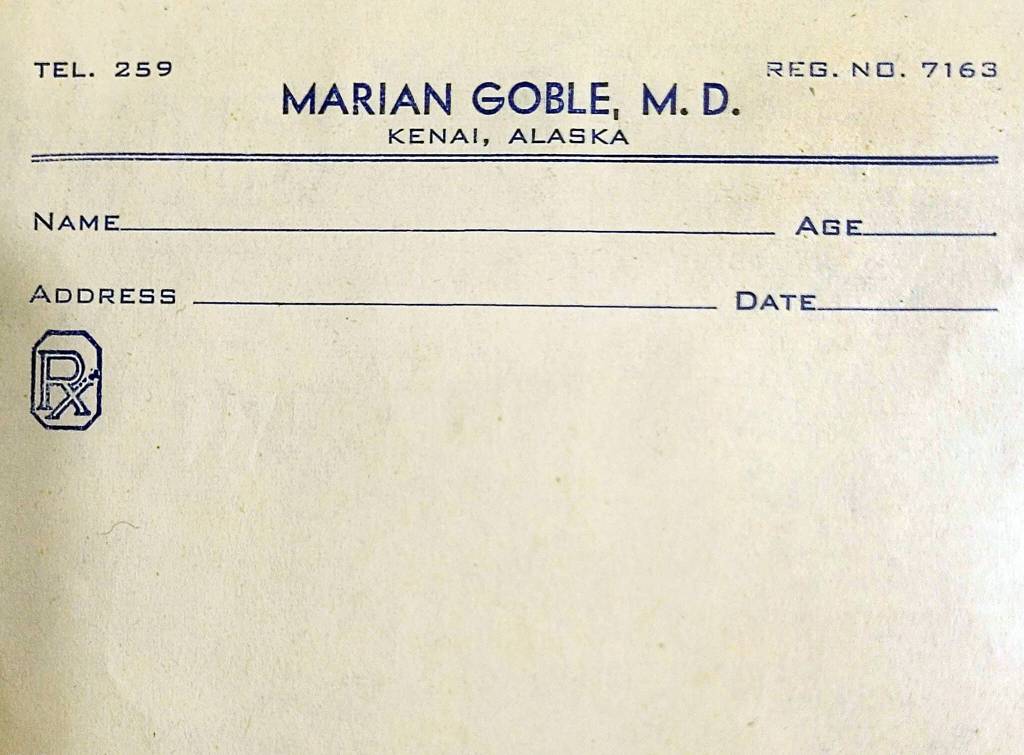 TEL. 259 REG. NO. 7163
MARIAN GOBLE, M. D.
KENAI, ALASKA
NAME AGE
ADDRESS DATE
Rx